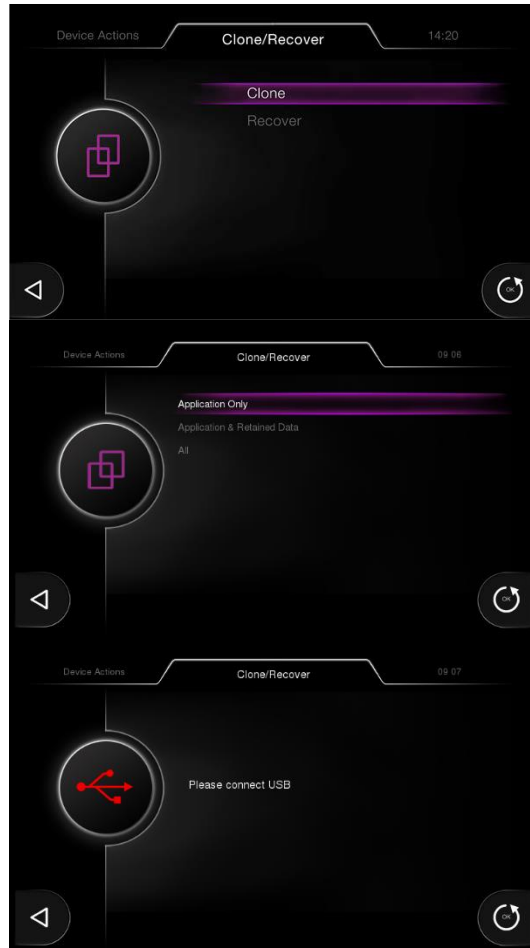 Device Actions Clone/Recover 14:20
Clone
Recover
OK
Device Actions Clone/Recover 09 06
Application Only
Application & Retained Data
All
OK
Device Actions Clone/Recover 09 07
Please connect USB
OK